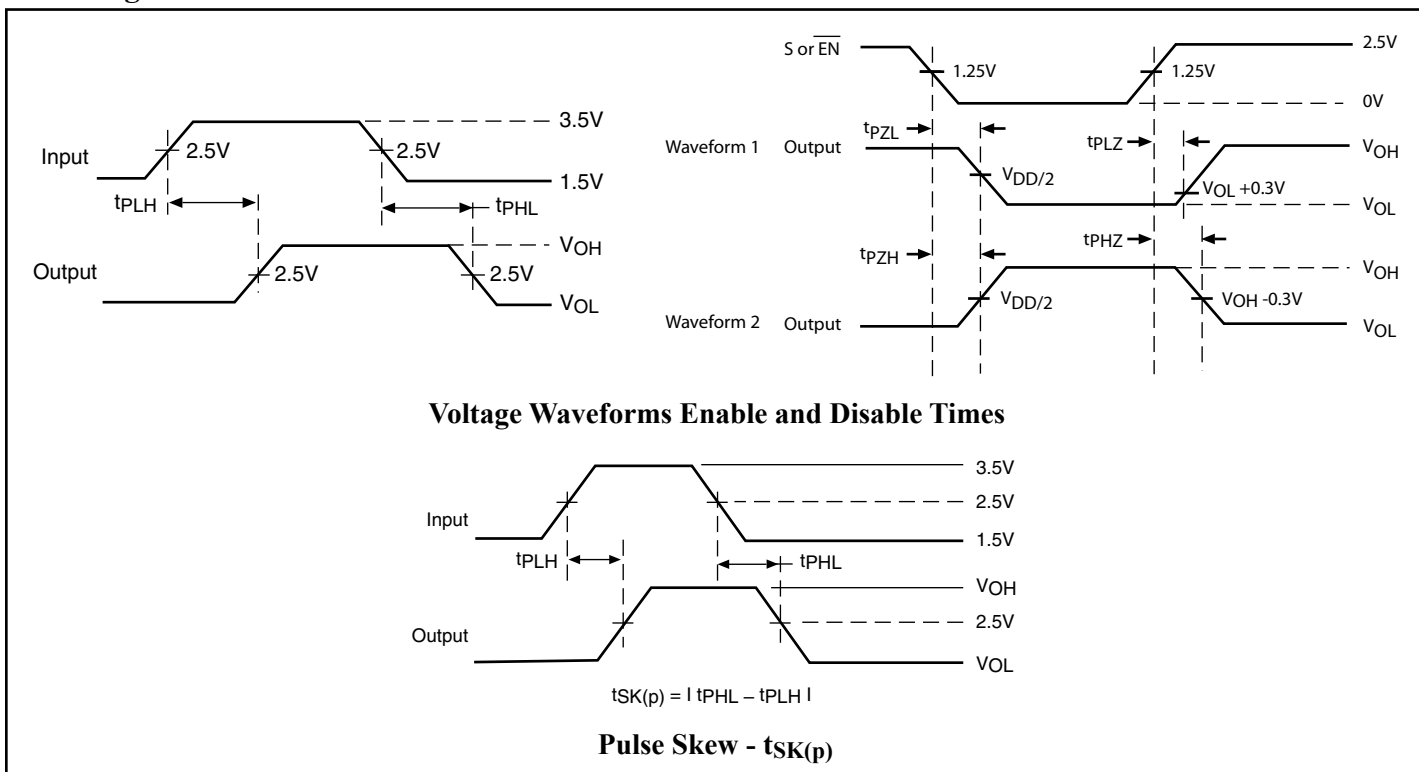 Input
2.5V
2.5V
3.5V
1.5V
tPLH
tPHL
Output
2.5V
2.5V
VOH
VOL
S or EN
1.25V
1.25V
2.5V
0V
Waveform 1 Output
tPZL
VDD/2
tPLZ
VOL +0.3V
VOH
VOL
Waveform 2 Output
tPZH
VDD/2
tPHZ
VOH -0.3V
VOH
VOL
Voltage Waveforms Enable and Disable Times
Input
3.5V
2.5V
1.5V
tPLH
tPHL
Output
VOH
2.5V
VOL
tSK(p) = I tPHL – tPLH I
Pulse Skew - tSK(p)